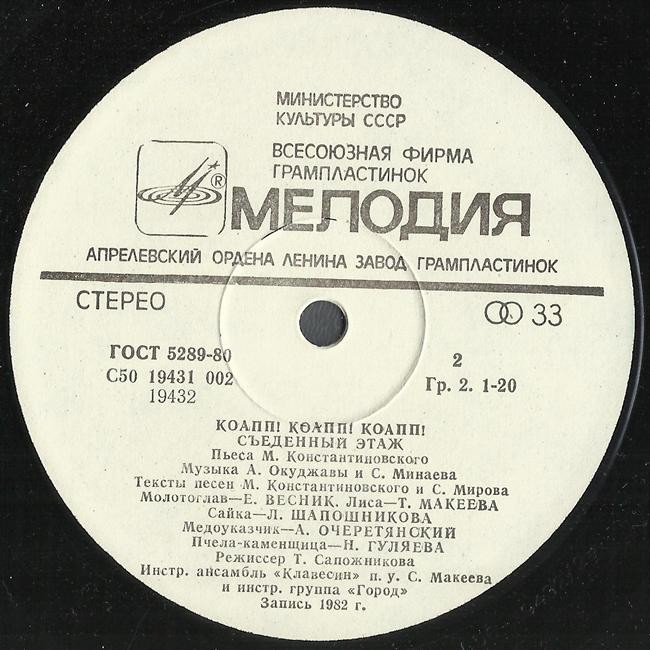 МИНИСТЕРСТВО
КУЛЬТУРЫ СССР
ВСЕСОЮЗНАЯ ФИРМА
ГРАМПЛАСТИНОК
®
МЕЛОДИЯ
АПРЕЛЕВСКИЙ ОРДЕНА ЛЕНИНА ЗАВОД ГРАМПЛАСТИНОК
СТЕРЕО
33
ГОСТ 5289-80
2
С50 19431 002
Гр. 2. 1-20
19432
КОАПП! КОАПП! КОАПП!
СЪЕДЕННЫЙ ЭТАЖ
Пьеса М. Константиновского
Музыка А. Окуджавы и С. Минаева
Тексты песен М. Константиновского и С. Мирова
Молотоглав—Е. ВЕСНИК, Лиса—Т. МАКЕЕВА
Сайка—Л. ШАПОШНИКОВА
Медоуказчик—А. ОЧЕРЕТЯНСКИЙ
Пчела-каменщица—Н. ГУЛЯЕВА
Режиссер Т. Сапожникова
Инстр. ансамбль «Клавесин» п. у. С. Макеева
и инстр. группа «Город»
Запись 1982 г.